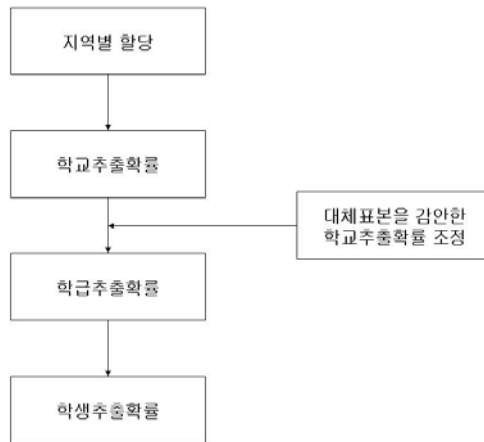 지역별 할당
학교추출확률
대체표본을 감안한
학교추출확률 조정
학급추출확률
학생추출확률